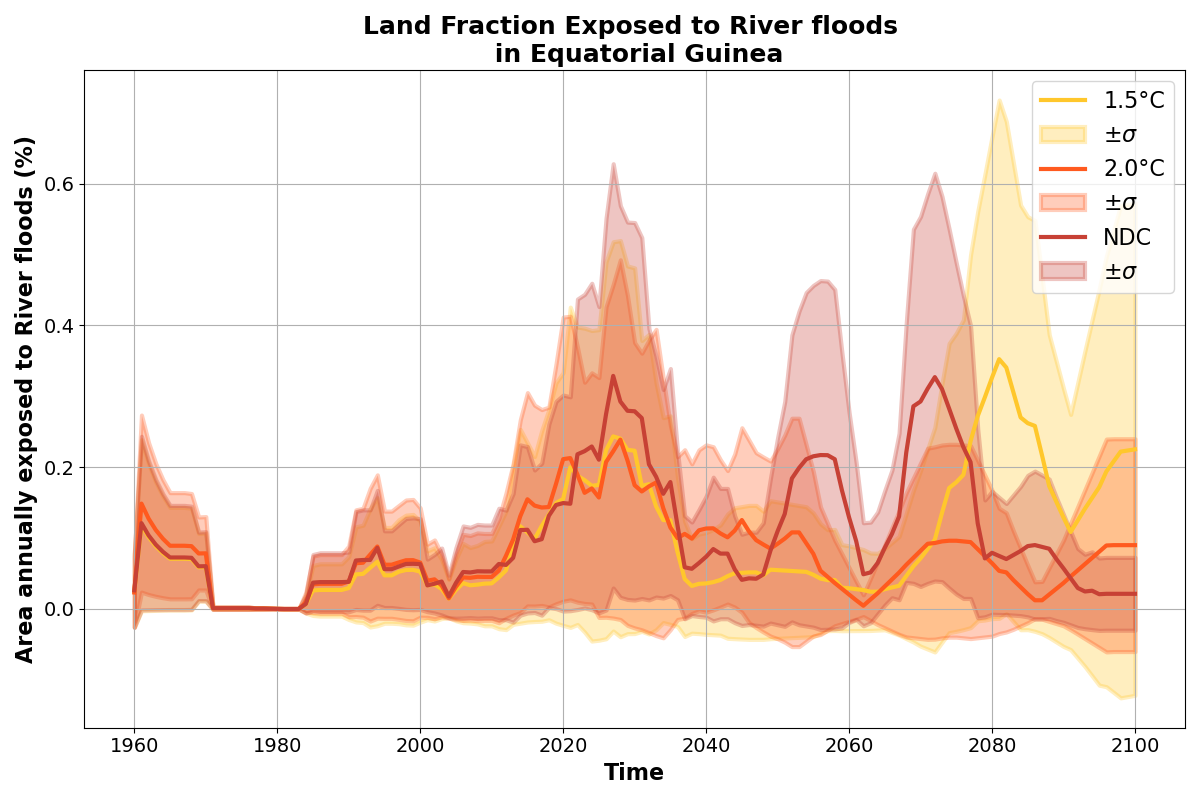 Land Fraction Exposed to River floods
in Equatorial Guinea
Area annually exposed to River floods (%)
0.6
0.4
0.2
0.0
1960 1980 2000 2020 2040 2060 2080 2100
Time
1.5°C
±σ
2.0°C
±σ
NDC
±σ